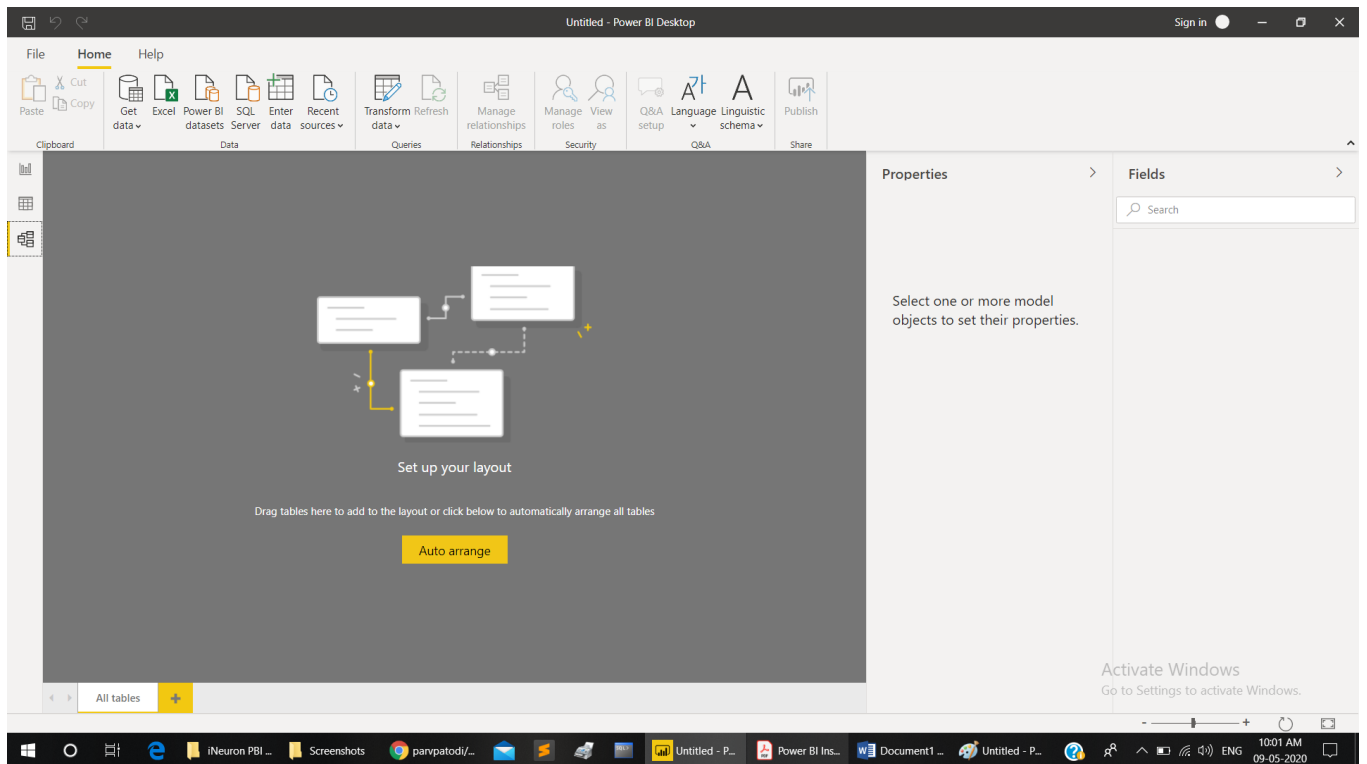 Untitled - Power BI Desktop
Sign in
File Home Help
Paste
Cut
Copy
Get data
Excel
Power BI datasets
SQL Server
Enter data
Recent sources
Transform data
Refresh
Manage relationships
Manage roles
View as
Q&A setup
Language
Linguistic schema
Publish
Clipboard
Data
Queries
Relationships
Security
Q&A
Share
Properties
Fields
Search
Select one or more model
objects to set their properties.
Set up your layout
Drag tables here to add to the layout or click below to automatically arrange all tables
Auto arrange
Activate Windows
Go to Settings to activate Windows.
All tables
iNeuron PBI ...
Screenshots
parvpatodi/...
Untitled - P...
Power BI Ins...
Document1 ...
Untitled - P...
ENG
10:01 AM
09-05-2020